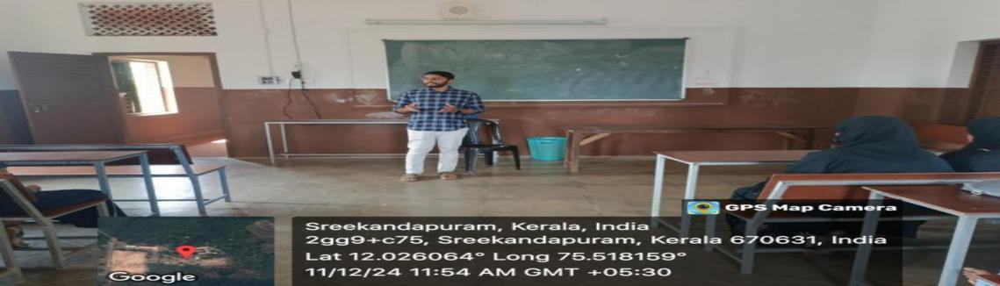 GPS Map Camera
Sreekandapuram, Kerala, India
2gg9+c75, Sreekandapuram, Kerala 670631, India
Lat 12.026064° Long 75.518159°
11/12/24 11:54 AM GMT +05:30
Google